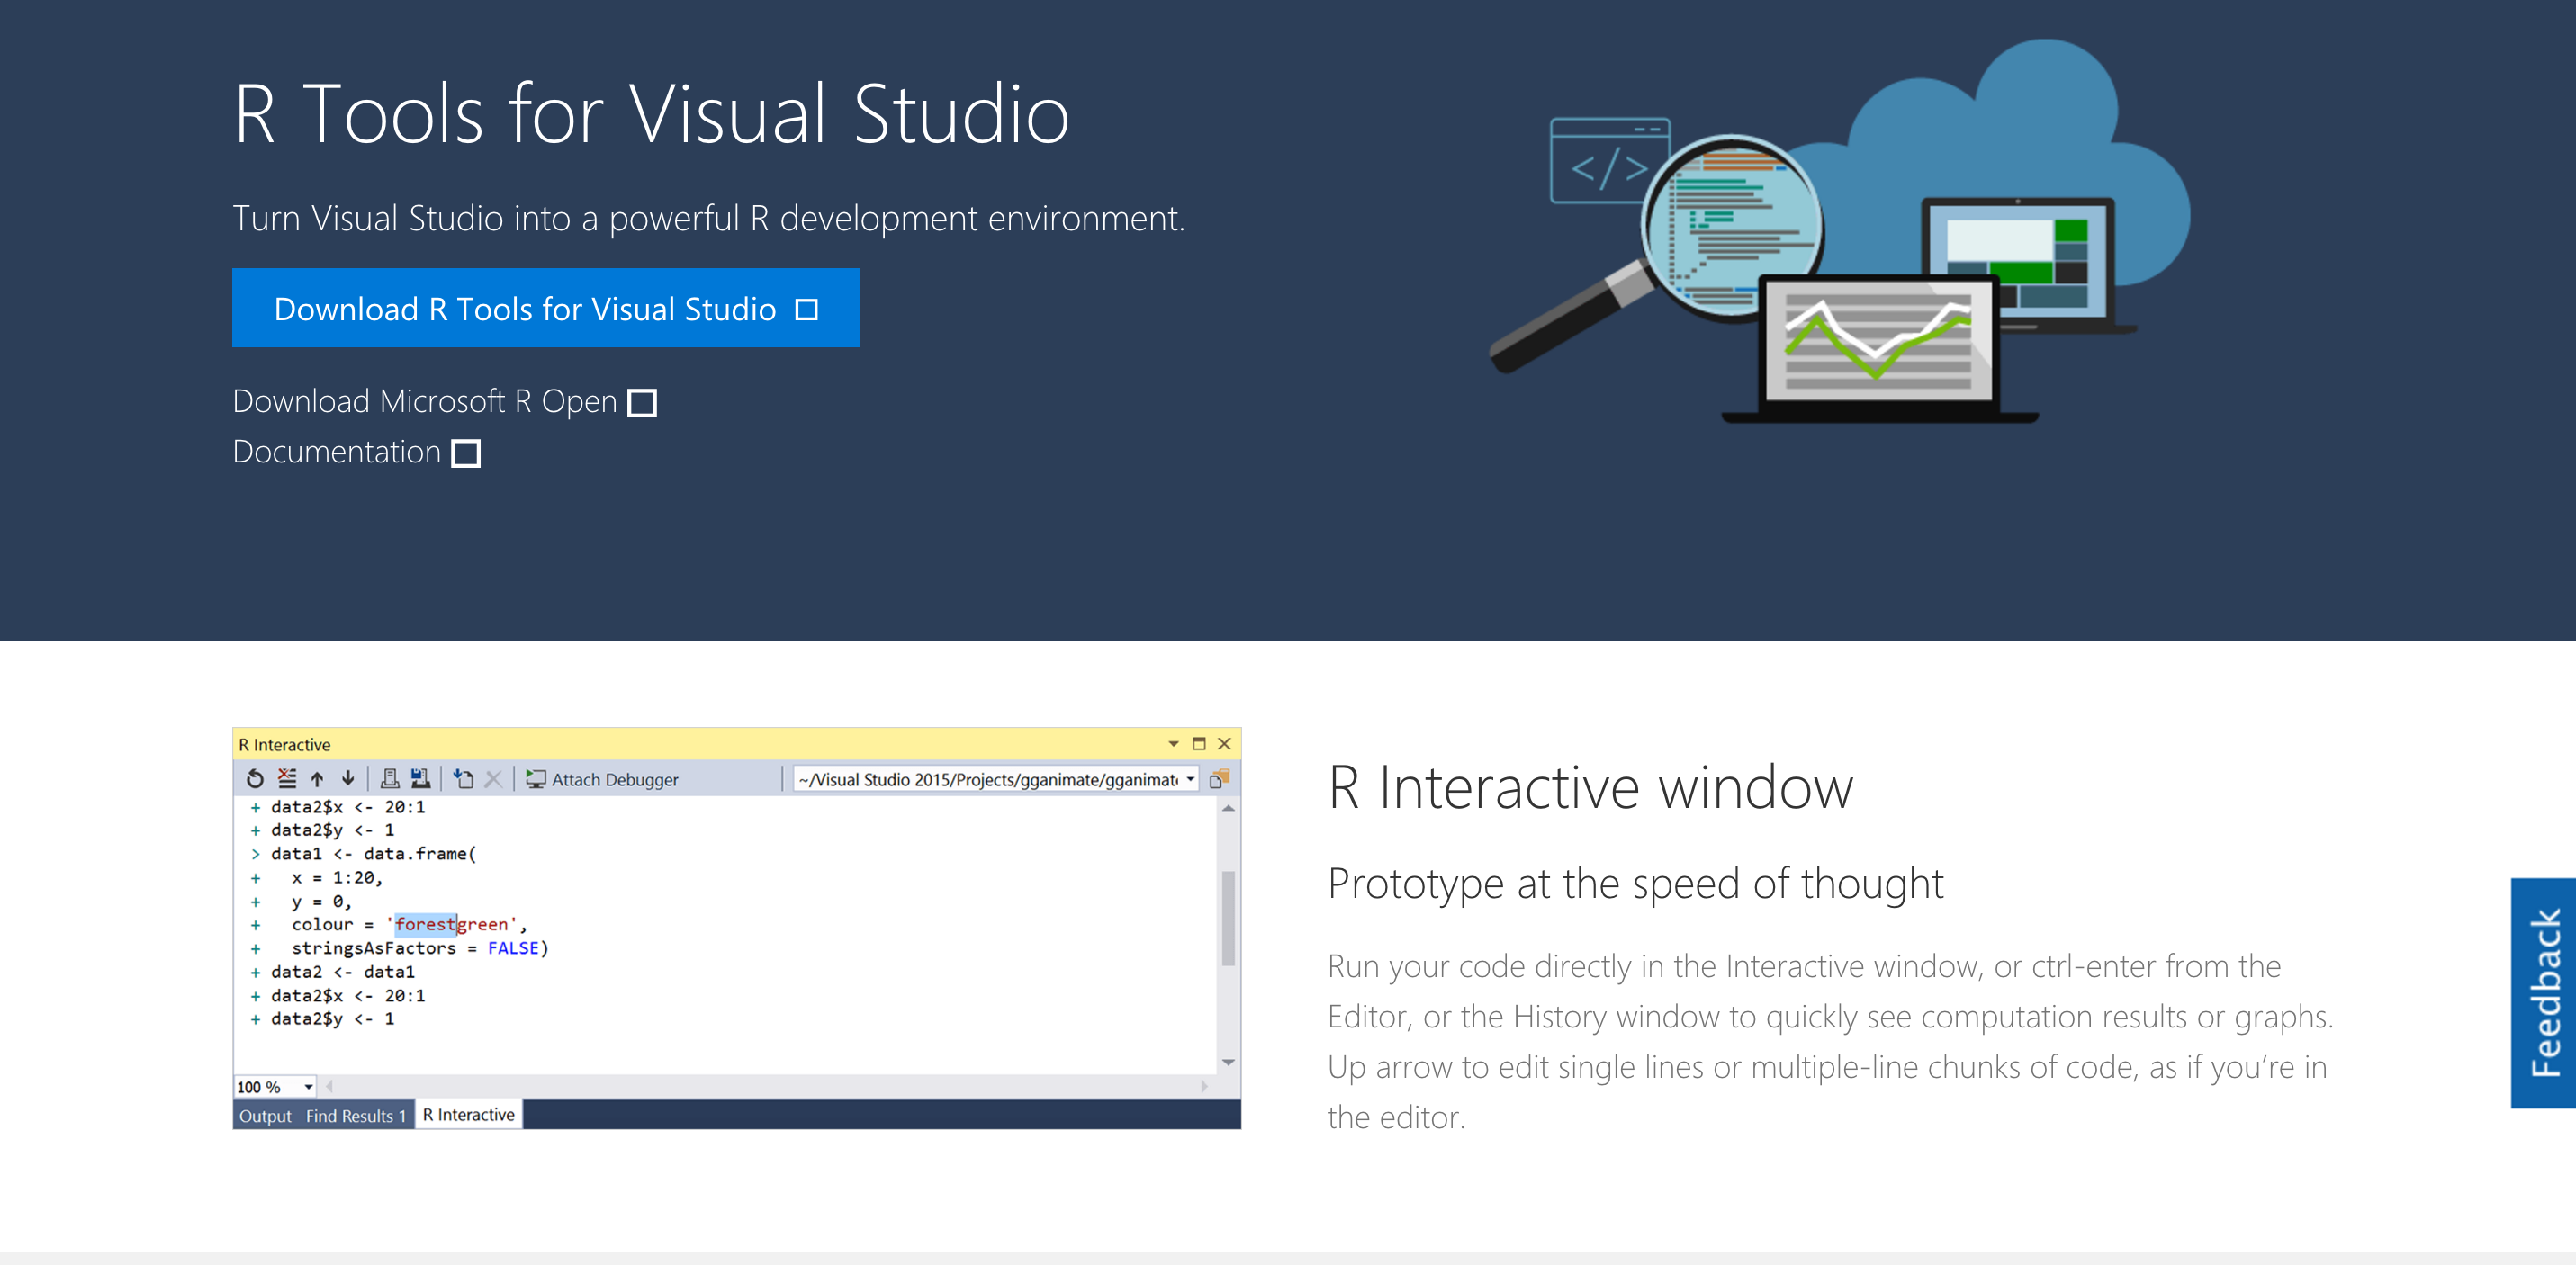 R Tools for Visual Studio
Turn Visual Studio into a powerful R development environment.
Download R Tools for Visual Studio
Download Microsoft R Open
Documentation
</>
R Interactive
Attach Debugger
~/Visual Studio 2015/Projects/gganimate/gganimat
+ data2$x <- 20:1
+ data2$y <- 1
> data1 <- data.frame(
+   x = 1:20,
+   y = 0,
+   colour = 'forestgreen',
+   stringsAsFactors = FALSE)
+ data2 <- data1
+ data2$x <- 20:1
+ data2$y <- 1
100 %
Output Find Results 1 R Interactive
R Interactive window
Prototype at the speed of thought
Run your code directly in the Interactive window, or ctrl-enter from the
Editor, or the History window to quickly see computation results or graphs.
Up arrow to edit single lines or multiple-line chunks of code, as if you’re in
the editor.
Feedback